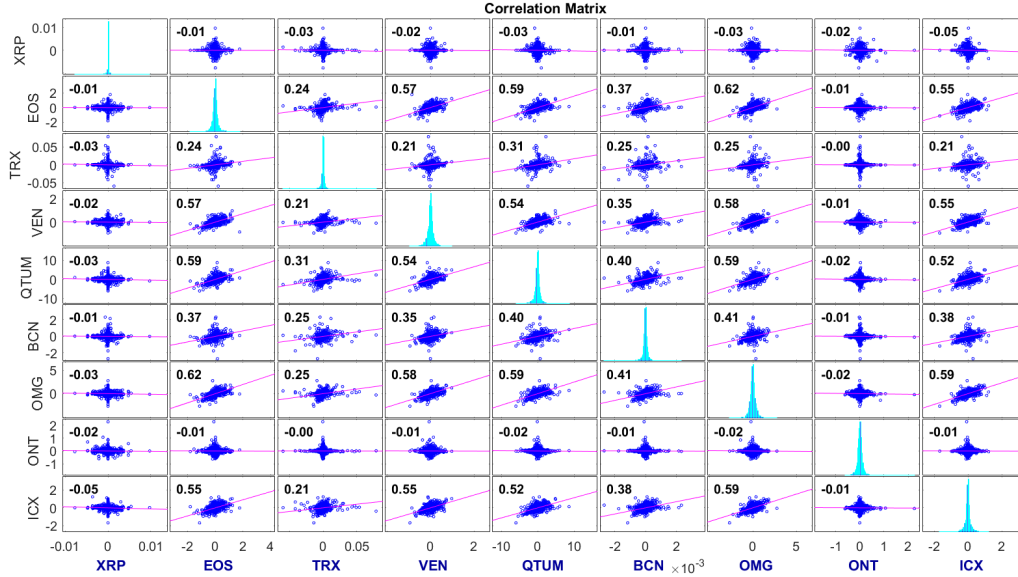 Correlation Matrix
XRP 0.01 0 -0.01 -0.03 -0.02 -0.03 -0.01 -0.03 -0.02 -0.05
EOS 2 0 -2 -0.01 0.24 0.57 0.59 0.37 0.62 -0.01 0.55
TRX 0.05 0 -0.05 -0.03 0.24 0.21 0.31 0.25 0.25 -0.00 0.21
VEN 2 0 -0.02 0.57 0.21 0.54 0.35 0.58 -0.01 0.55
QTUM 10 0 -10 -0.03 0.59 0.31 0.54 0.40 0.59 -0.02 0.52
BCN 2 0 -2 -0.01 0.37 0.25 0.35 0.40 0.41 -0.01 0.38
OMG 5 0 -0.03 0.62 0.25 0.58 0.59 0.41 -0.02 0.59
ONT 2 1 0 -1 -0.02 -0.01 -0.00 -0.01 -0.02 -0.01 -0.02 -0.01
ICX 2 0 -2 -0.05 0.55 0.21 0.55 0.52 0.38 0.59 -0.01
-0.01 0 0.01 -2 0 2 4 0 0.05 0 2 -10 0 10 -2 0 2 0 5 0 2 -2 0 2
XRP EOS TRX VEN QTUM BCN ×10⁻³ OMG ONT ICX